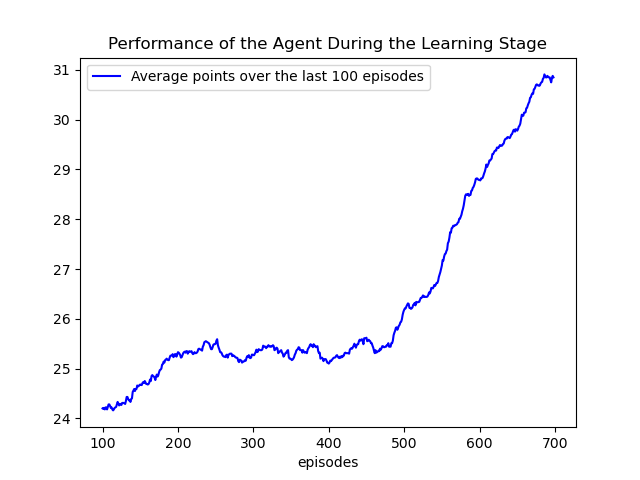 Performance of the Agent During the Learning Stage
Average points over the last 100 episodes
31
30
29
28
27
26
25
24
100 200 300 400 500 600 700
episodes